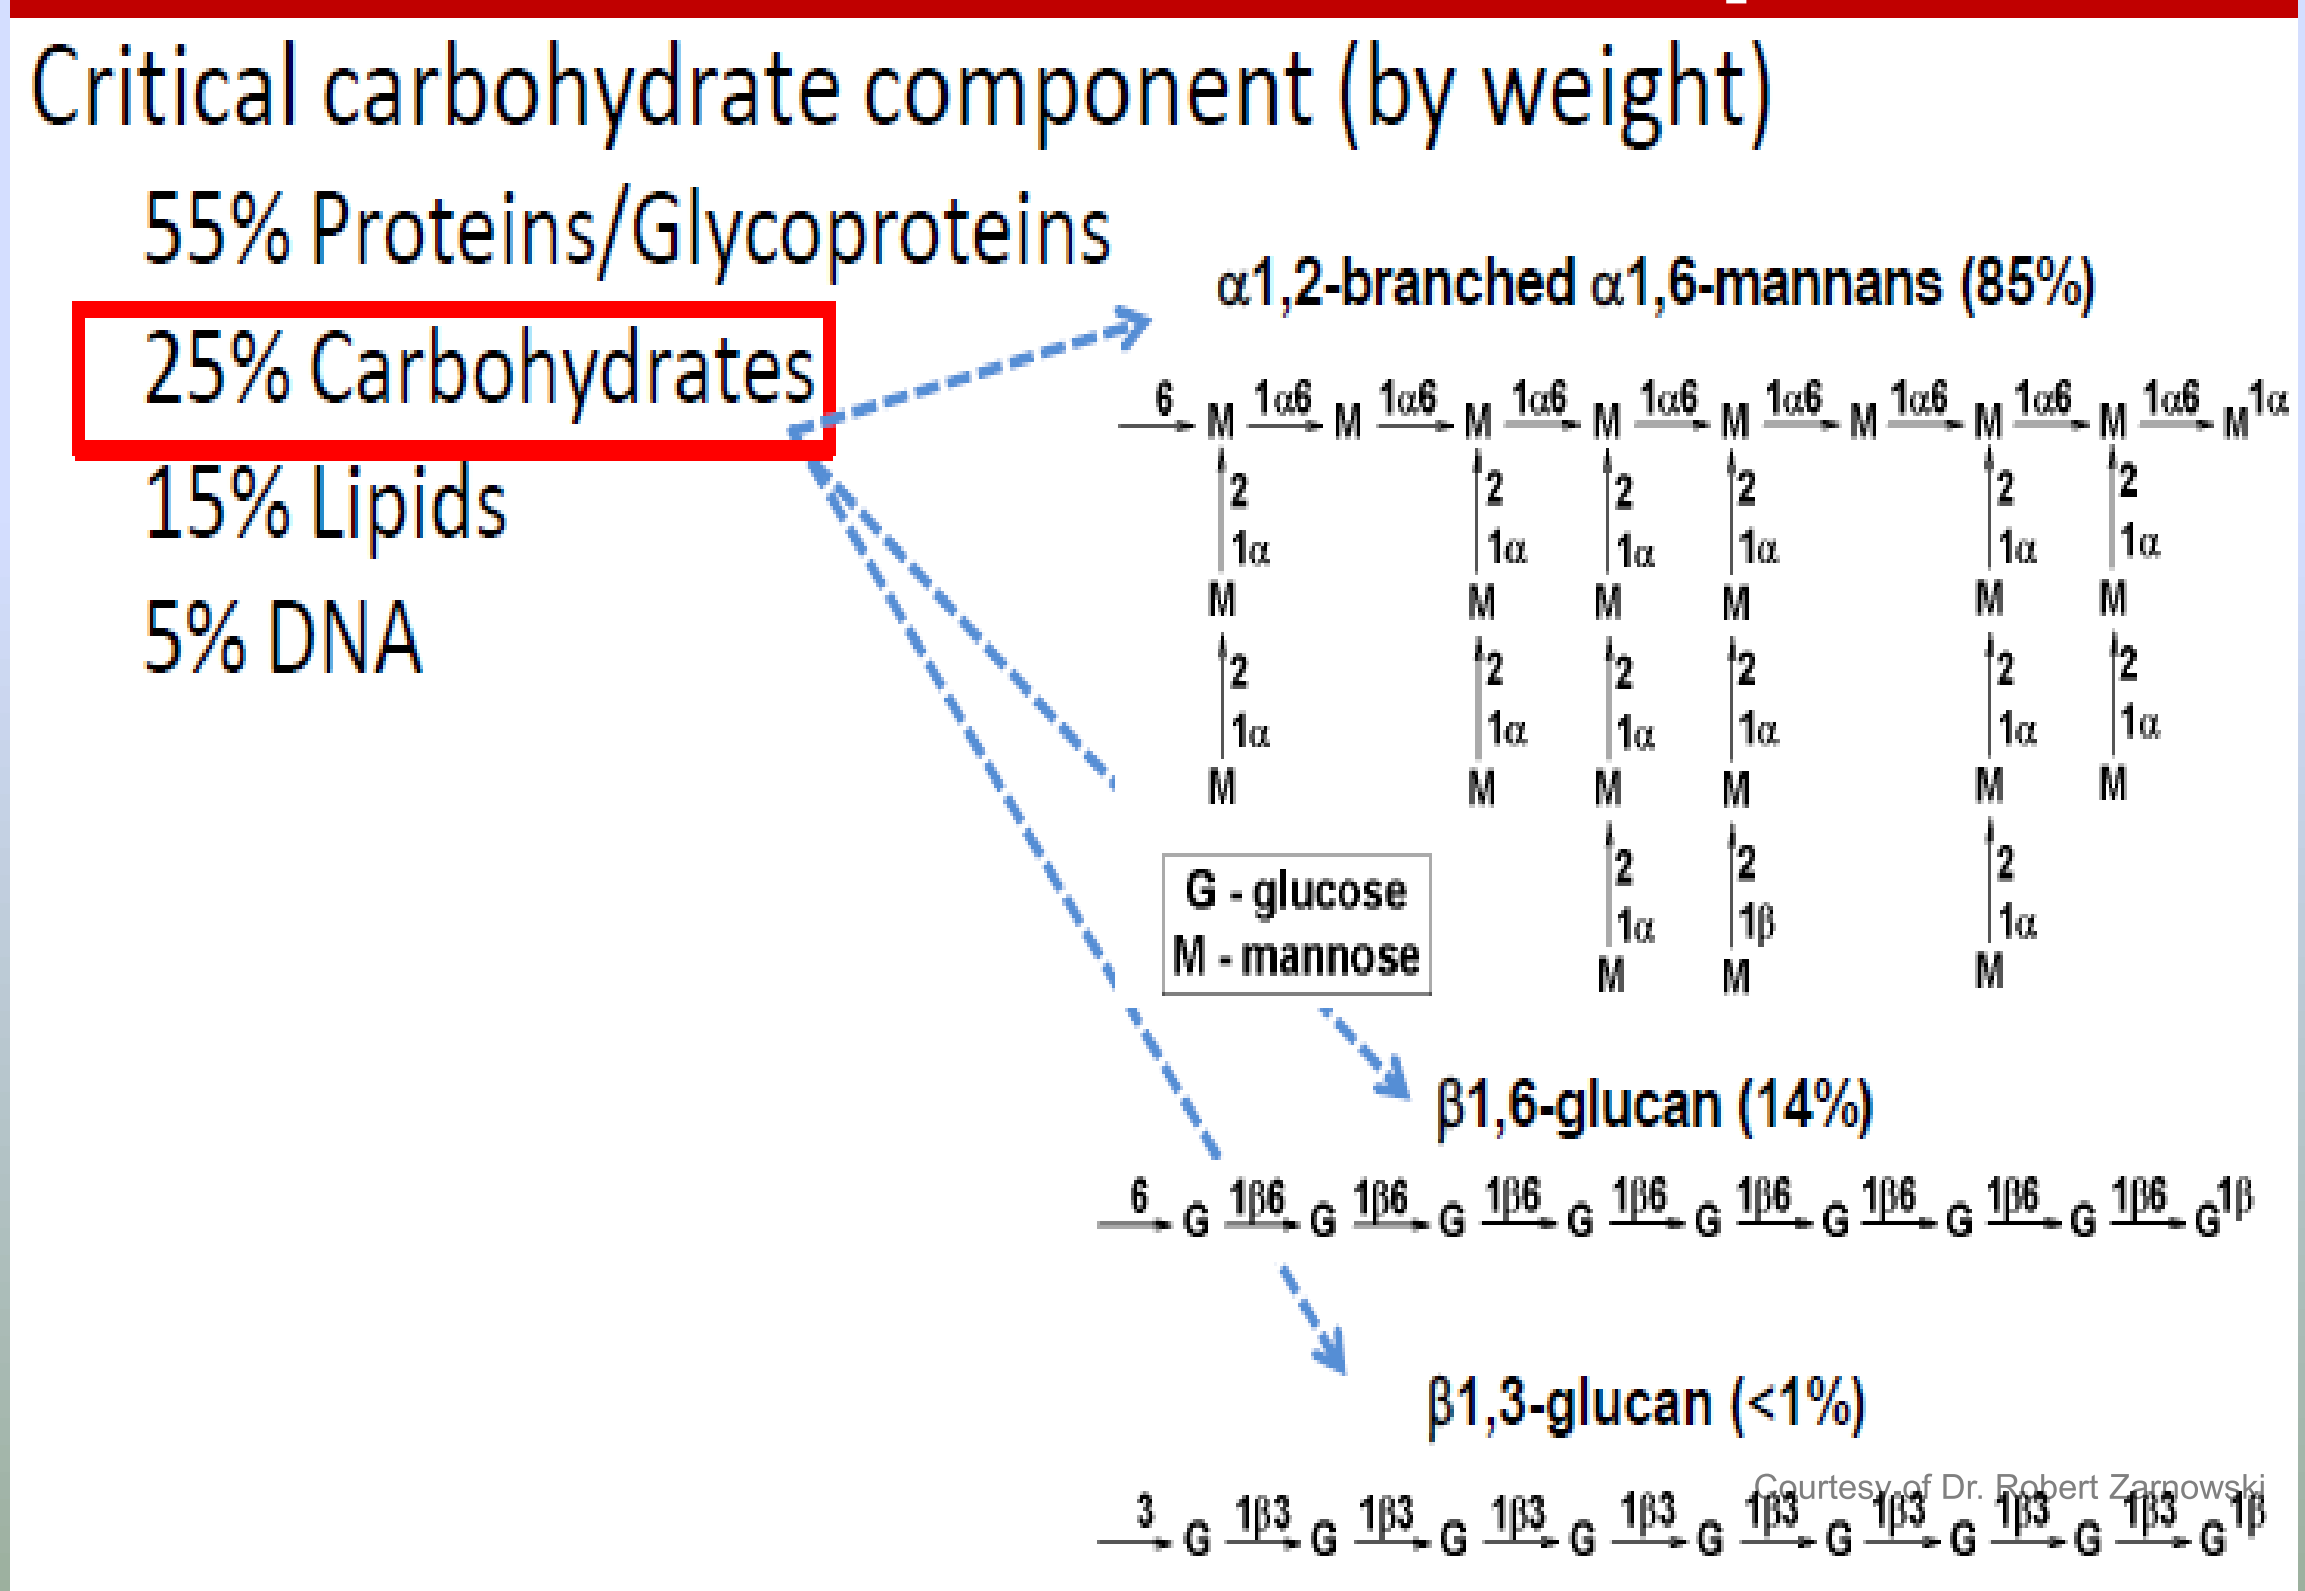 Critical carbohydrate component (by weight)
55% Proteins/Glycoproteins
25% Carbohydrates
15% Lipids
5% DNA
α1,2-branched α1,6-mannans (85%)
6 M 1α6 M 1α6 M 1α6 M 1α6 M 1α6 M 1α6 M 1α6 M 1α6 M 1α
2 2 2 2 2 2
1α 1α 1α 1α 1α 1α
M M M M M M
2 2 2 2 2 2
1α 1α 1α 1α 1α 1α
M M M M M M
2 2 2
1α 1β 1α
M M M
G - glucose
M - mannose
β1,6-glucan (14%)
6 G 1β6 G 1β6 G 1β6 G 1β6 G 1β6 G 1β6 G 1β6 G 1β6 G 1β
β1,3-glucan (<1%)
Courtesy of Dr. Robert Zarnowski
3 G 1β3 G 1β3 G 1β3 G 1β3 G 1β3 G 1β3 G 1β3 G 1β3 G 1β